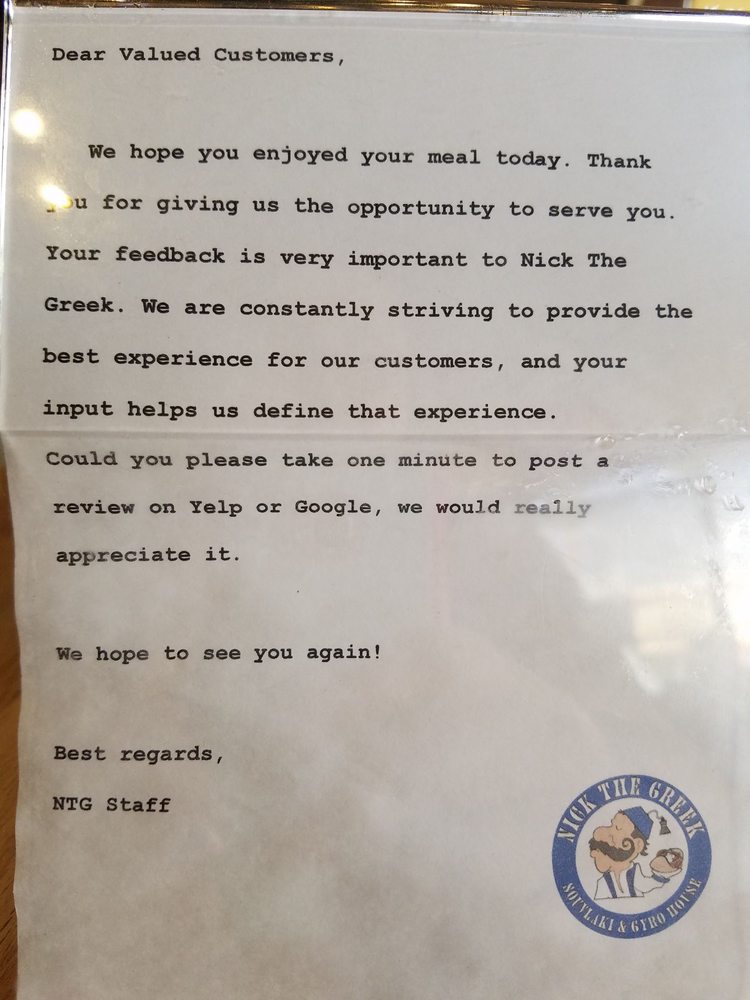 Dear Valued Customers,
We hope you enjoyed your meal today. Thank
you for giving us the opportunity to serve you.
Your feedback is very important to Nick The
Greek. We are constantly striving to provide the
best experience for our customers, and your
input helps us define that experience.
Could you please take one minute to post a
review on Yelp or Google, we would really
appreciate it.
We hope to see you again!
Best regards,
NTG Staff
NICK THE GREEK
SOUVLAKI & GYRO HOUSE